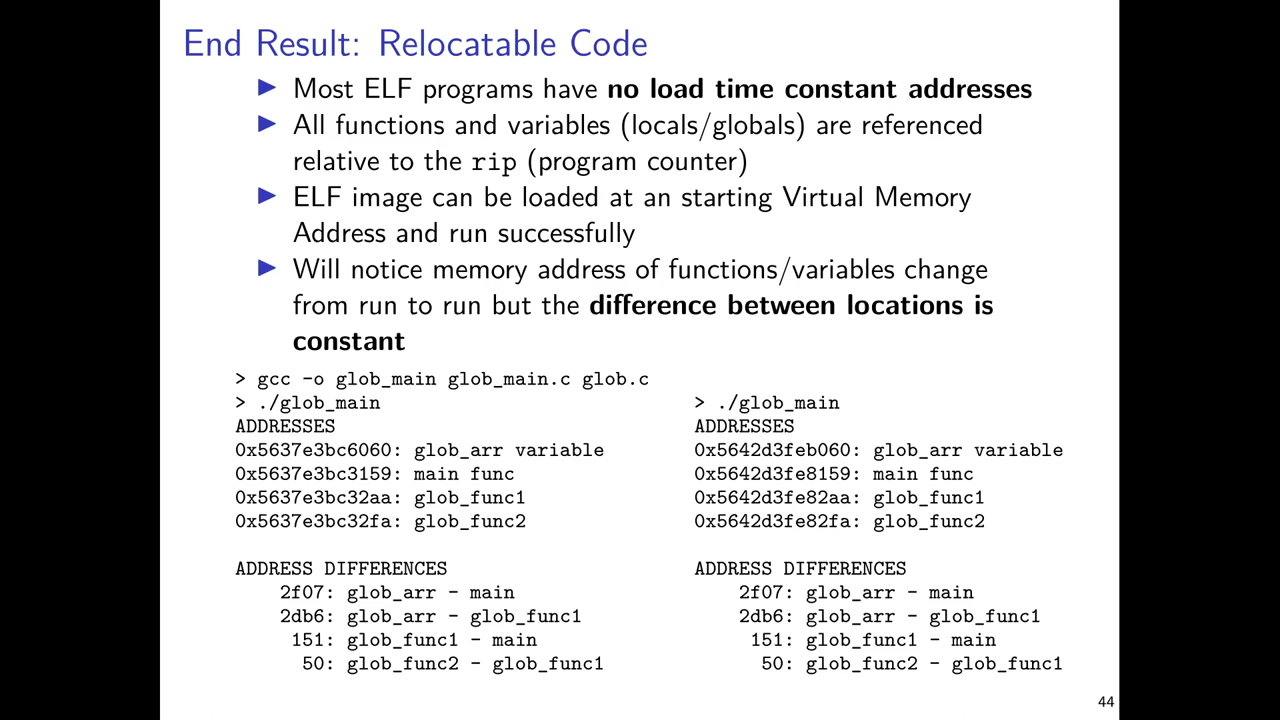 End Result: Relocatable Code
▶ Most ELF programs have no load time constant addresses
▶ All functions and variables (locals/globals) are referenced
relative to the rip (program counter)
▶ ELF image can be loaded at an starting Virtual Memory
Address and run successfully
▶ Will notice memory address of functions/variables change
from run to run but the difference between locations is
constant
> gcc -o glob_main glob_main.c glob.c
> ./glob_main
ADDRESSES
0x5637e3bc6060: glob_arr variable
0x5637e3bc3159: main func
0x5637e3bc32aa: glob_func1
0x5637e3bc32fa: glob_func2
ADDRESS DIFFERENCES
2f07: glob_arr - main
2db6: glob_arr - glob_func1
151: glob_func1 - main
50: glob_func2 - glob_func1
> ./glob_main
ADDRESSES
0x5642d3feb060: glob_arr variable
0x5642d3fe8159: main func
0x5642d3fe82aa: glob_func1
0x5642d3fe82fa: glob_func2
ADDRESS DIFFERENCES
2f07: glob_arr - main
2db6: glob_arr - glob_func1
151: glob_func1 - main
50: glob_func2 - glob_func1
44